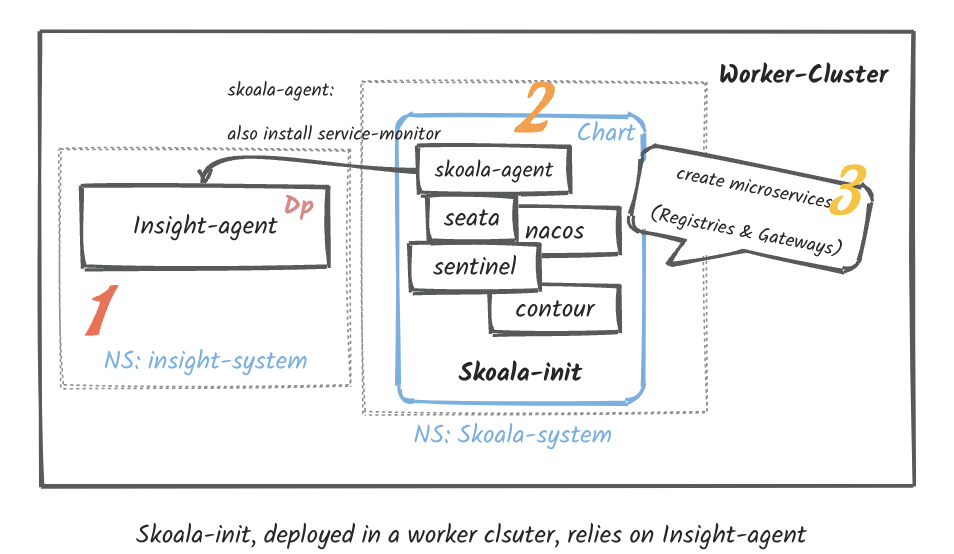 Worker-Cluster
skoala-agent:
also install service-monitor
2
Chart
skoala-agent
Insight-agent
Dp
seata
nacos
sentinel
contour
Skoala-init
create microservices
3
(Registries & Gateways)
1
NS: insight-system
NS: Skoala-system
Skoala-init, deployed in a worker clsuter, relies on Insight-agent